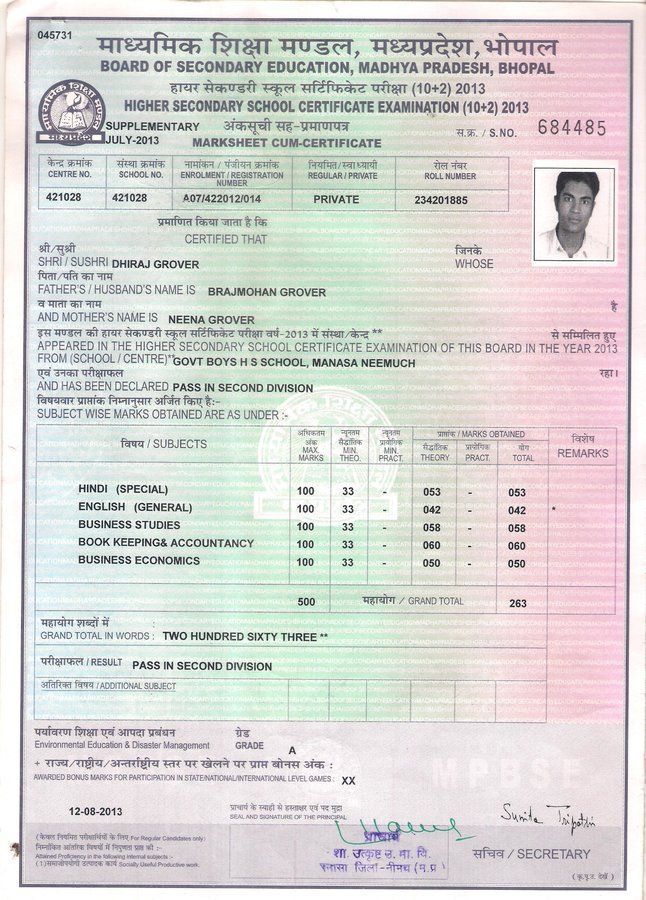 045731
माध्यमिक शिक्षा मण्डल, मध्यप्रदेश, भोपाल
BOARD OF SECONDARY EDUCATION, MADHYA PRADESH, BHOPAL
हायर सेकण्डरी स्कूल सर्टिफिकेट परीक्षा (10+2) 2013
HIGHER SECONDARY SCHOOL CERTIFICATE EXAMINATION (10+2) 2013
SUPPLEMENTARY अंकसूची सह-प्रमाणपत्र स.क्र. / S.NO. 684485
JULY-2013 MARKSHEET CUM-CERTIFICATE
केन्द्र क्रमांक संस्था क्रमांक नामांकन / पंजीयन क्रमांक नियमित/स्वाध्यायी रोल नंबर
CENTRE NO. SCHOOL NO. ENROLMENT / REGISTRATION NUMBER REGULAR / PRIVATE ROLL NUMBER
421028 421028 A07/422012/014 PRIVATE 234201885
प्रमाणित किया जाता है कि
CERTIFIED THAT
श्री/सुश्री जिनके
SHRI / SUSHRI DHIRAJ GROVER WHOSE
पिता/पति का नाम
FATHER'S / HUSBAND'S NAME IS BRAJMOHAN GROVER
व माता का नाम है
AND MOTHER'S NAME IS NEENA GROVER
इस मण्डल की हायर सेकण्डरी स्कूल सर्टिफिकेट परीक्षा वर्ष-2013 में संस्था/केन्द्र ** से सम्मिलित हुए
APPEARED IN THE HIGHER SECONDARY SCHOOL CERTIFICATE EXAMINATION OF THIS BOARD IN THE YEAR 2013
FROM (SCHOOL / CENTRE)**GOVT BOYS H S SCHOOL, MANASA NEEMUCH
एवं उनका परीक्षाफल रहा।
AND HAS BEEN DECLARED PASS IN SECOND DIVISION
विषयवार प्राप्तांक निम्नानुसार अर्जित किए है:-
SUBJECT WISE MARKS OBTAINED ARE AS UNDER :-
विषय / SUBJECTS अधिकतम अंक MAX. MARKS न्यूनतम सैद्धांतिक MIN. THEO. न्यूनतम प्रायोगिक MIN. PRACT. प्राप्तांक / MARKS OBTAINED विशेष REMARKS
सैद्धांतिक THEORY प्रायोगिक PRACT. योग TOTAL
HINDI (SPECIAL) 100 33 - 053 - 053
ENGLISH (GENERAL) 100 33 - 042 - 042 *
BUSINESS STUDIES 100 33 - 058 - 058
BOOK KEEPING& ACCOUNTANCY 100 33 - 060 - 060
BUSINESS ECONOMICS 100 33 - 050 - 050
500 महायोग / GRAND TOTAL 263
महायोग शब्दों में :
GRAND TOTAL IN WORDS : TWO HUNDRED SIXTY THREE **
परीक्षाफल / RESULT PASS IN SECOND DIVISION
अतिरिक्त विषय / ADDITIONAL SUBJECT
पर्यावरण शिक्षा एवं आपदा प्रबंधन ग्रेड
Environmental Education & Disaster Management GRADE A
+ राज्य/राष्ट्रीय/अन्तर्राष्ट्रीय स्तर पर खेलने पर प्राप्त बोनस अंक :
AWARDED BONUS MARKS FOR PARTICIPATION IN STATE/NATIONAL/INTERNATIONAL LEVEL GAMES : XX
MPBSE
12-08-2013 प्राचार्य के स्वाही से हस्ताक्षर एवं पद मुद्रा
SEAL AND SIGNATURE OF THE PRINCIPAL
Sunita Tripathi
(केवल नियमित परीक्षार्थियों के लिए For Regular Candidates only)
निम्नांकित आंतरिक विषयों में निपुणता प्राप्त की :-
Attained Proficiency in the following internal subjects :-
(1)समाजोपयोगी उत्पादक कार्य Socially Useful Productive work.
प्राचार्य
शा. उत्कृष्ट उ. मा. वि.
मनासा जिला-नीमच (म.प्र.)
सचिव / SECRETARY
(कृ.पृ.उ. देखें)